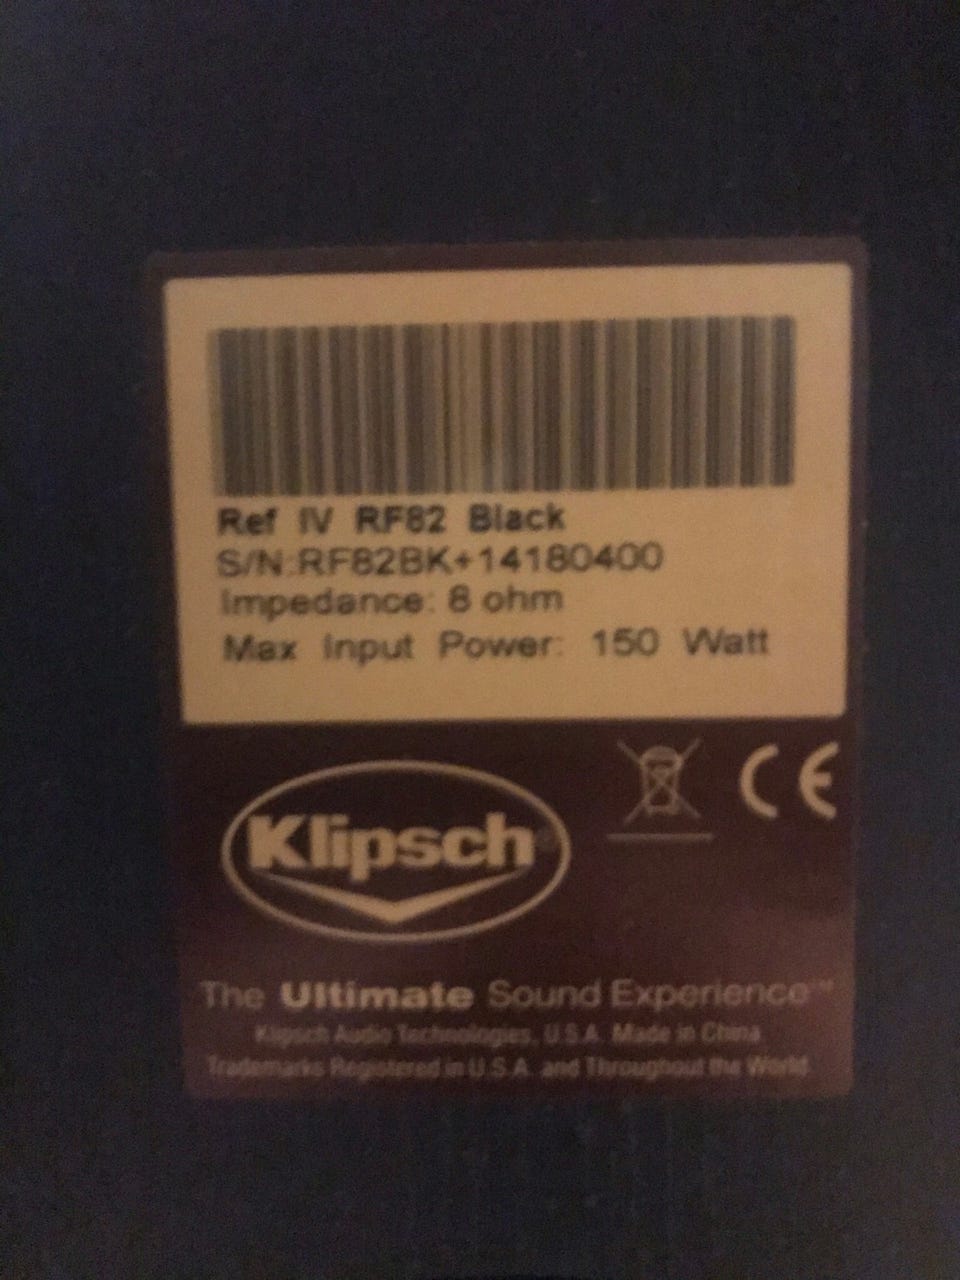 Ref IV RF82 Black
S/N:RF82BK+14180400
Impedance: 8 ohm
Max Input Power: 150 Watt
CE
Klipsch®
The Ultimate Sound Experience™
Klipsch Audio Technologies, U.S.A. Made in China
Trademarks Registered in U.S.A. and Throughout the World